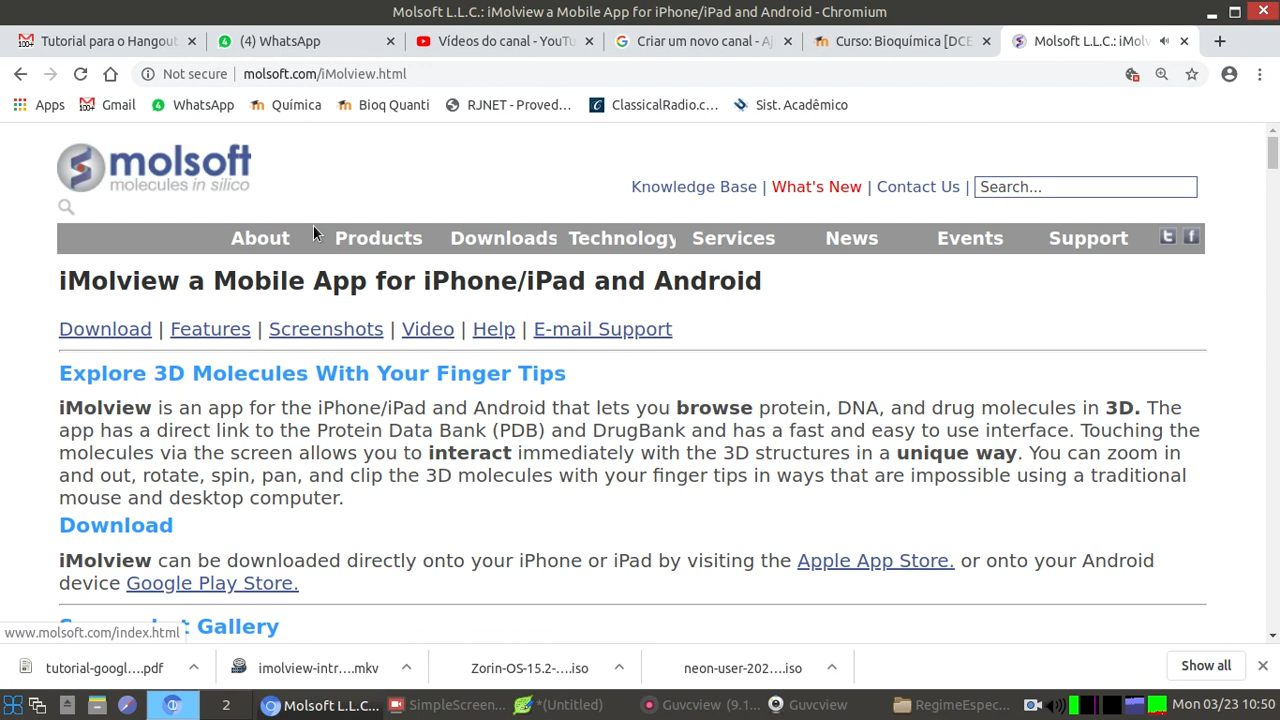 Molsoft L.L.C.: iMolview a Mobile App for iPhone/iPad and Android - Chromium
Tutorial para o Hangout
(4) WhatsApp
Vídeos do canal - YouTu
Criar um novo canal - Aj
Curso: Bioquímica [DCE
Molsoft L.L.C.: iMolv
Not secure | molsoft.com/iMolview.html
Apps Gmail WhatsApp Química Bioq Quanti RJNET - Proved... ClassicalRadio.c... Sist. Acadêmico
molsoft
molecules in silico
Knowledge Base | What's New | Contact Us | Search...
About Products Downloads Technology Services News Events Support
iMolview a Mobile App for iPhone/iPad and Android
Download | Features | Screenshots | Video | Help | E-mail Support
Explore 3D Molecules With Your Finger Tips
iMolview is an app for the iPhone/iPad and Android that lets you browse protein, DNA, and drug molecules in 3D. The
app has a direct link to the Protein Data Bank (PDB) and DrugBank and has a fast and easy to use interface. Touching the
molecules via the screen allows you to interact immediately with the 3D structures in a unique way. You can zoom in
and out, rotate, spin, pan, and clip the 3D molecules with your finger tips in ways that are impossible using a traditional
mouse and desktop computer.
Download
iMolview can be downloaded directly onto your iPhone or iPad by visiting the Apple App Store. or onto your Android
device Google Play Store.
Gallery
www.molsoft.com/index.html
tutorial-googl....pdf imolview-intr....mkv Zorin-OS-15.2-....iso neon-user-202....iso Show all
2 Molsoft L.L.C.... SimpleScreen... *(Untitled) Guvcview (9.1... Guvcview RegimeEspec... Mon 03/23 10:50